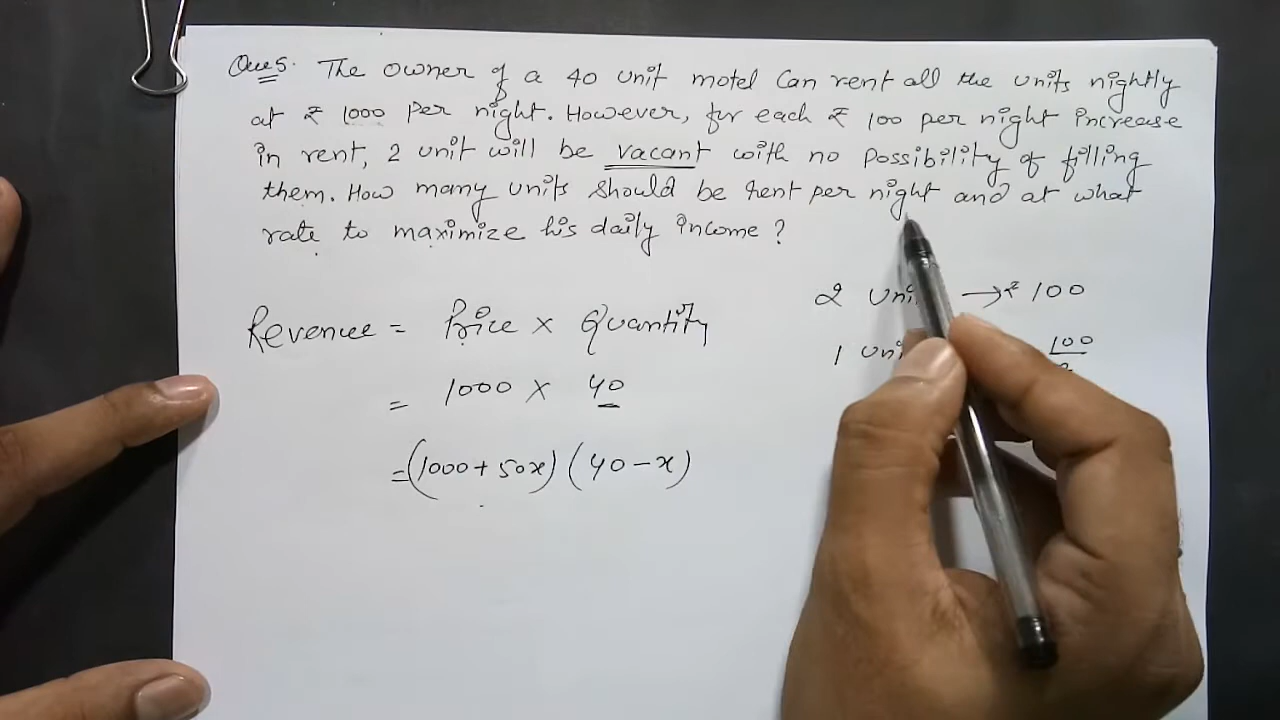 Ques. The owner of a 40 unit motel Can rent all the units nightly
at ₹ 1000 per night. However, for each ₹ 100 per night increase
in rent, 2 unit will be vacant with no possibility of filling
them. How many units should be rent per night and at what
rate to maximize his daily income ?
2 Uni → ₹ 100
Revenue = Price × Quantity
1 Uni 100
= 1000 × 40
= (1000 + 50x) (40 - x)